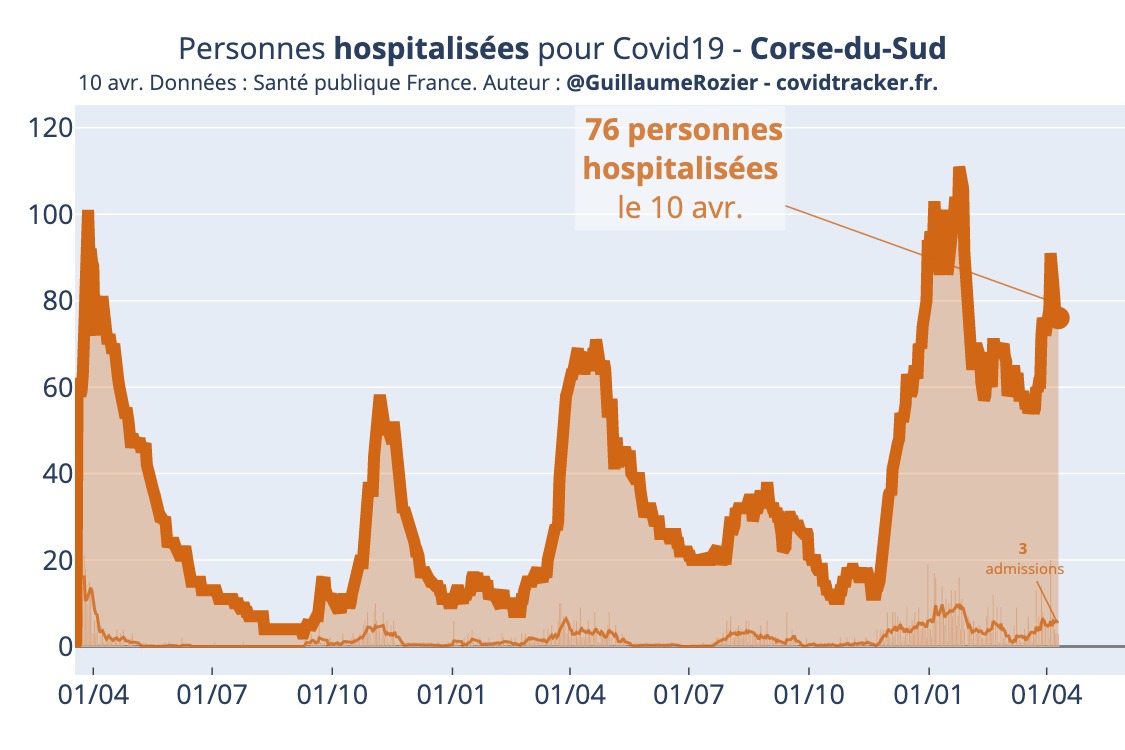 Personnes hospitalisées pour Covid19 - Corse-du-Sud
10 avr. Données : Santé publique France. Auteur : @GuillaumeRozier - covidtracker.fr.
120
76 personnes
hospitalisées
le 10 avr.
100
80
60
40
20
3
admissions
0
01/04 01/07 01/10 01/01 01/04 01/07 01/10 01/01 01/04